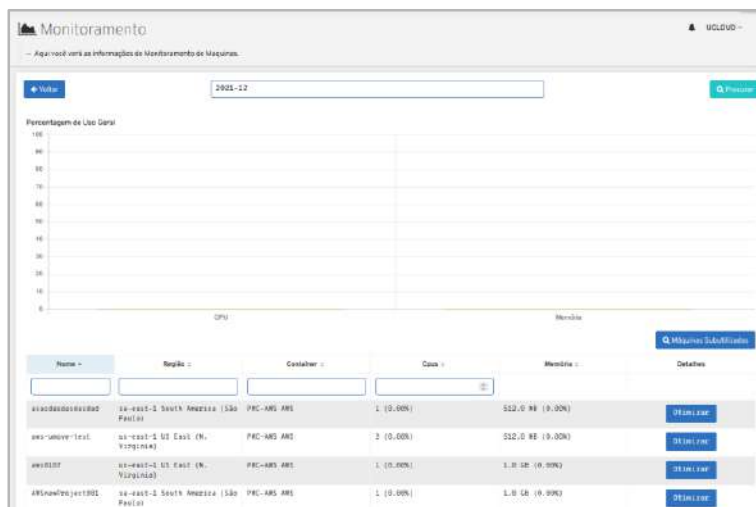 Monitoramento
UCLOUD
Aqui você verá as informações do Monitoramento de Maquinas.
Voltar
2021-12
Procurar
Percentagem de Uso Geral
100
90
80
70
60
50
40
30
20
10
0
CPU
Memória
Máquinas Subutilizadas
Nome
Região
Container
Cpus
Memória
Detalhes
sa-east-1 South America (São Paulo)
PRC-AWS AWS
1 (0.00%)
512.0 MB (0.00%)
Otimizar
aws-umove-test
us-east-1 US East (N. Virginia)
PRC-AWS AWS
2 (0.00%)
512.0 MB (0.00%)
Otimizar
us-east-1 US East (N. Virginia)
PRC-AWS AWS
1 (0.00%)
1.0 GB (0.00%)
Otimizar
AWSnewProject001
sa-east-1 South America (São Paulo)
PRC-AWS AWS
1 (0.00%)
1.0 GB (0.00%)
Otimizar